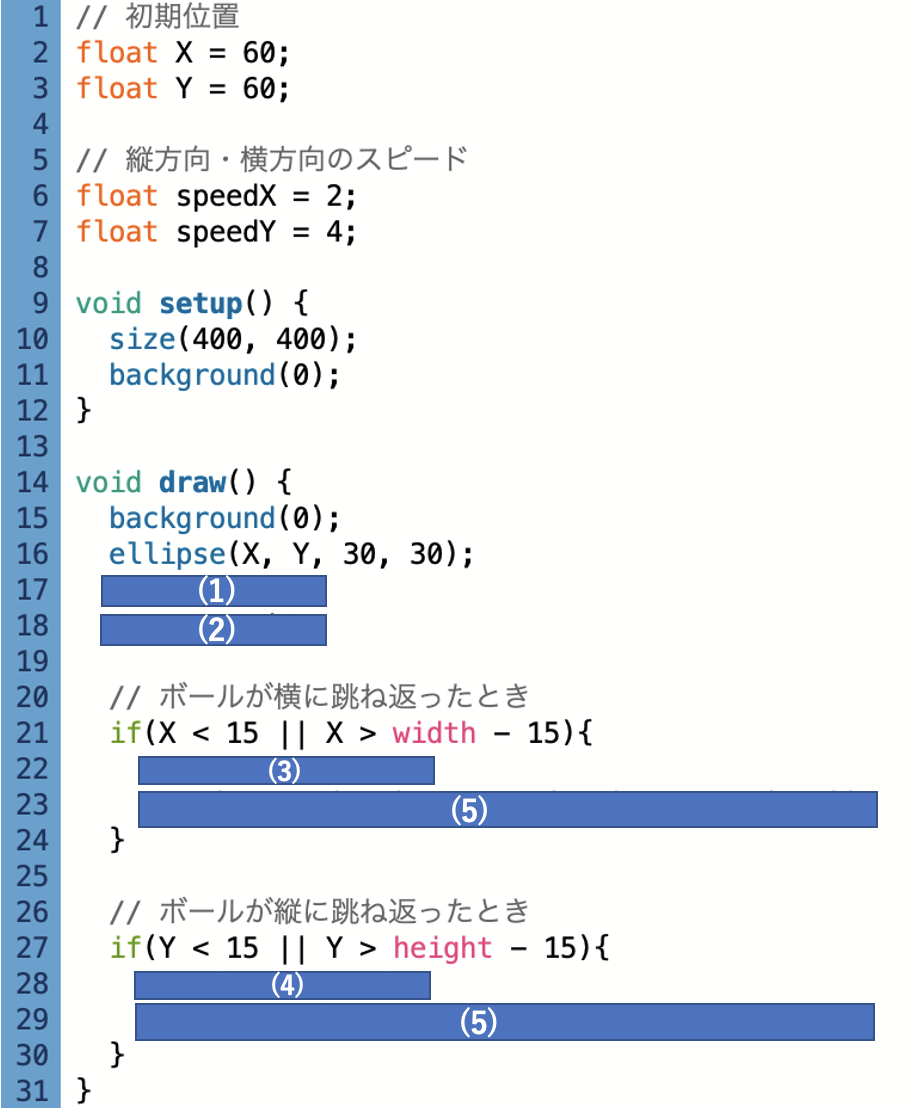 1 // 初期位置
2 float X = 60;
3 float Y = 60;
4
5 // 縦方向・横方向のスピード
6 float speedX = 2;
7 float speedY = 4;
8
9 void setup() {
10   size(400, 400);
11   background(0);
12 }
13
14 void draw() {
15   background(0);
16   ellipse(X, Y, 30, 30);
17   (1)
18   (2)
19
20   // ボールが横に跳ね返ったとき
21   if(X < 15 || X > width - 15){
22     (3)
23     (5)
24   }
25
26   // ボールが縦に跳ね返ったとき
27   if(Y < 15 || Y > height - 15){
28     (4)
29     (5)
30   }
31 }